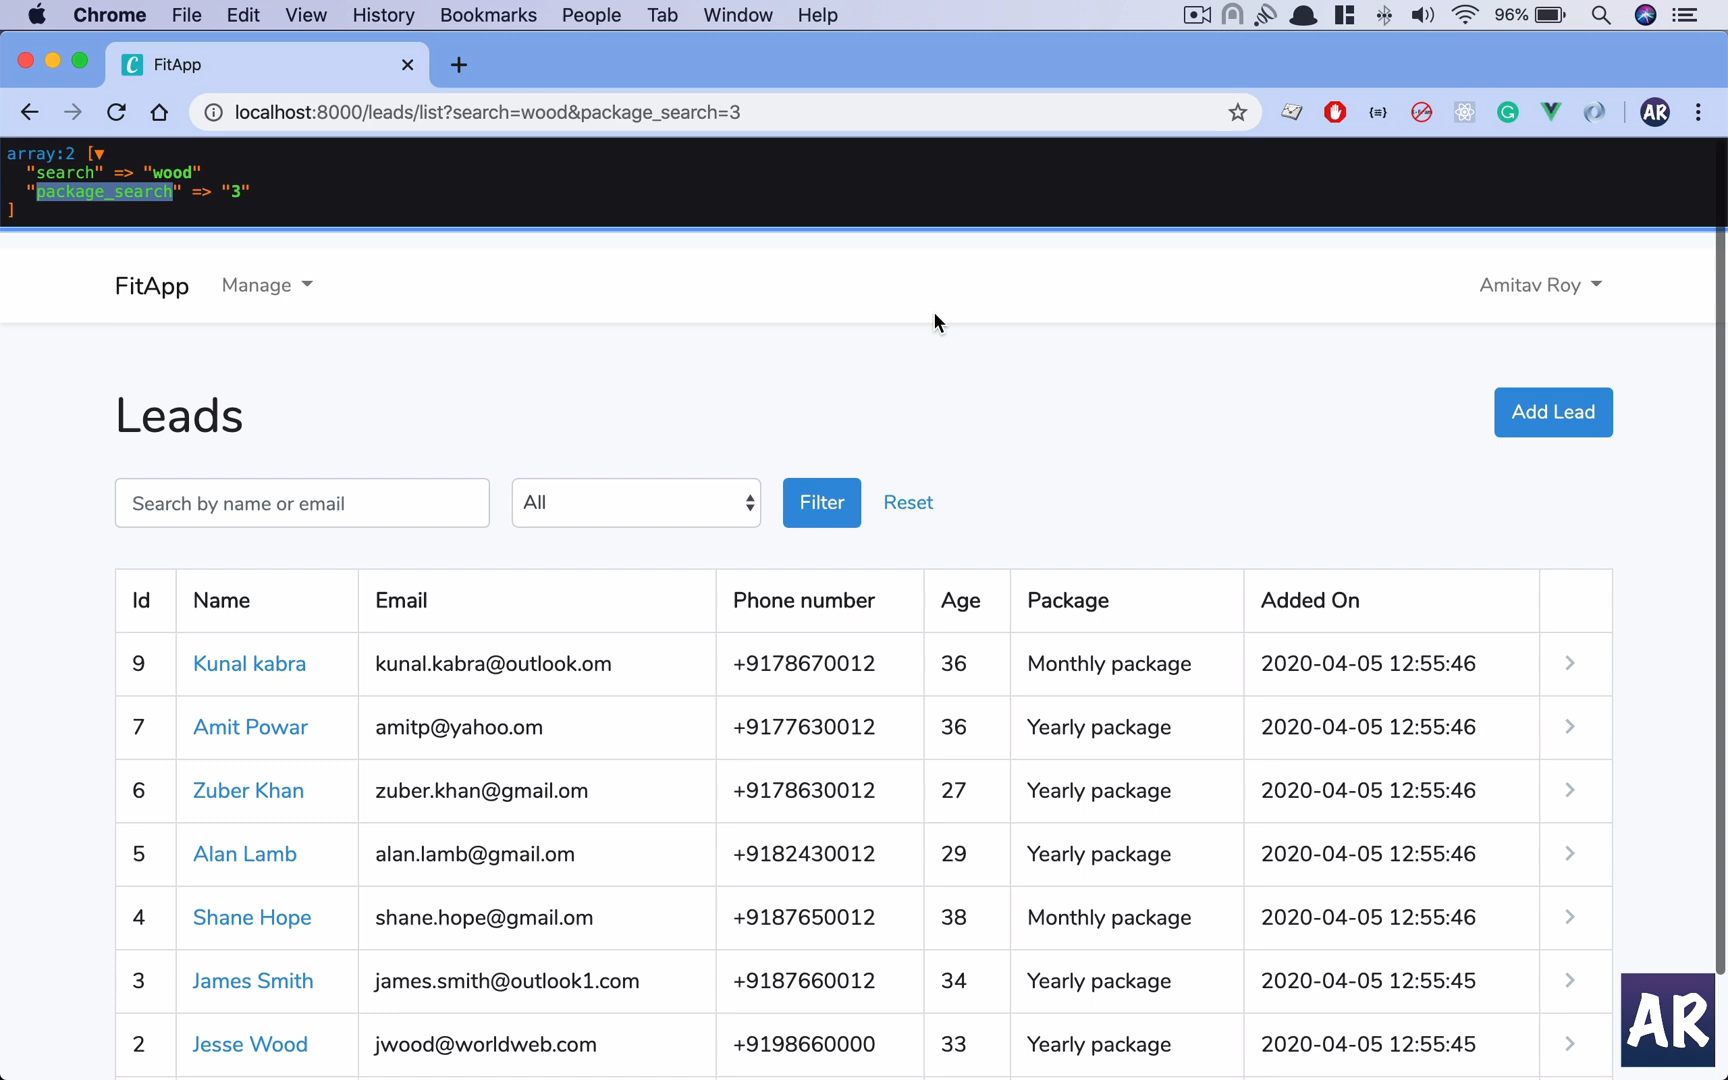 Chrome File Edit View History Bookmarks People Tab Window Help 96%
FitApp
localhost:8000/leads/list?search=wood&package_search=3 AR
array:2 [▼
"search" => "wood"
"package_search" => "3"
]
FitApp Manage Amitav Roy
Leads Add Lead
Search by name or email All Filter Reset
Id Name Email Phone number Age Package Added On
9 Kunal kabra kunal.kabra@outlook.om +9178670012 36 Monthly package 2020-04-05 12:55:46
7 Amit Powar amitp@yahoo.om +9177630012 36 Yearly package 2020-04-05 12:55:46
6 Zuber Khan zuber.khan@gmail.om +9178630012 27 Yearly package 2020-04-05 12:55:46
5 Alan Lamb alan.lamb@gmail.om +9182430012 29 Yearly package 2020-04-05 12:55:46
4 Shane Hope shane.hope@gmail.om +9187650012 38 Monthly package 2020-04-05 12:55:46
3 James Smith james.smith@outlook1.com +9187660012 34 Yearly package 2020-04-05 12:55:45
2 Jesse Wood jwood@worldweb.com +9198660000 33 Yearly package 2020-04-05 12:55:45
AR